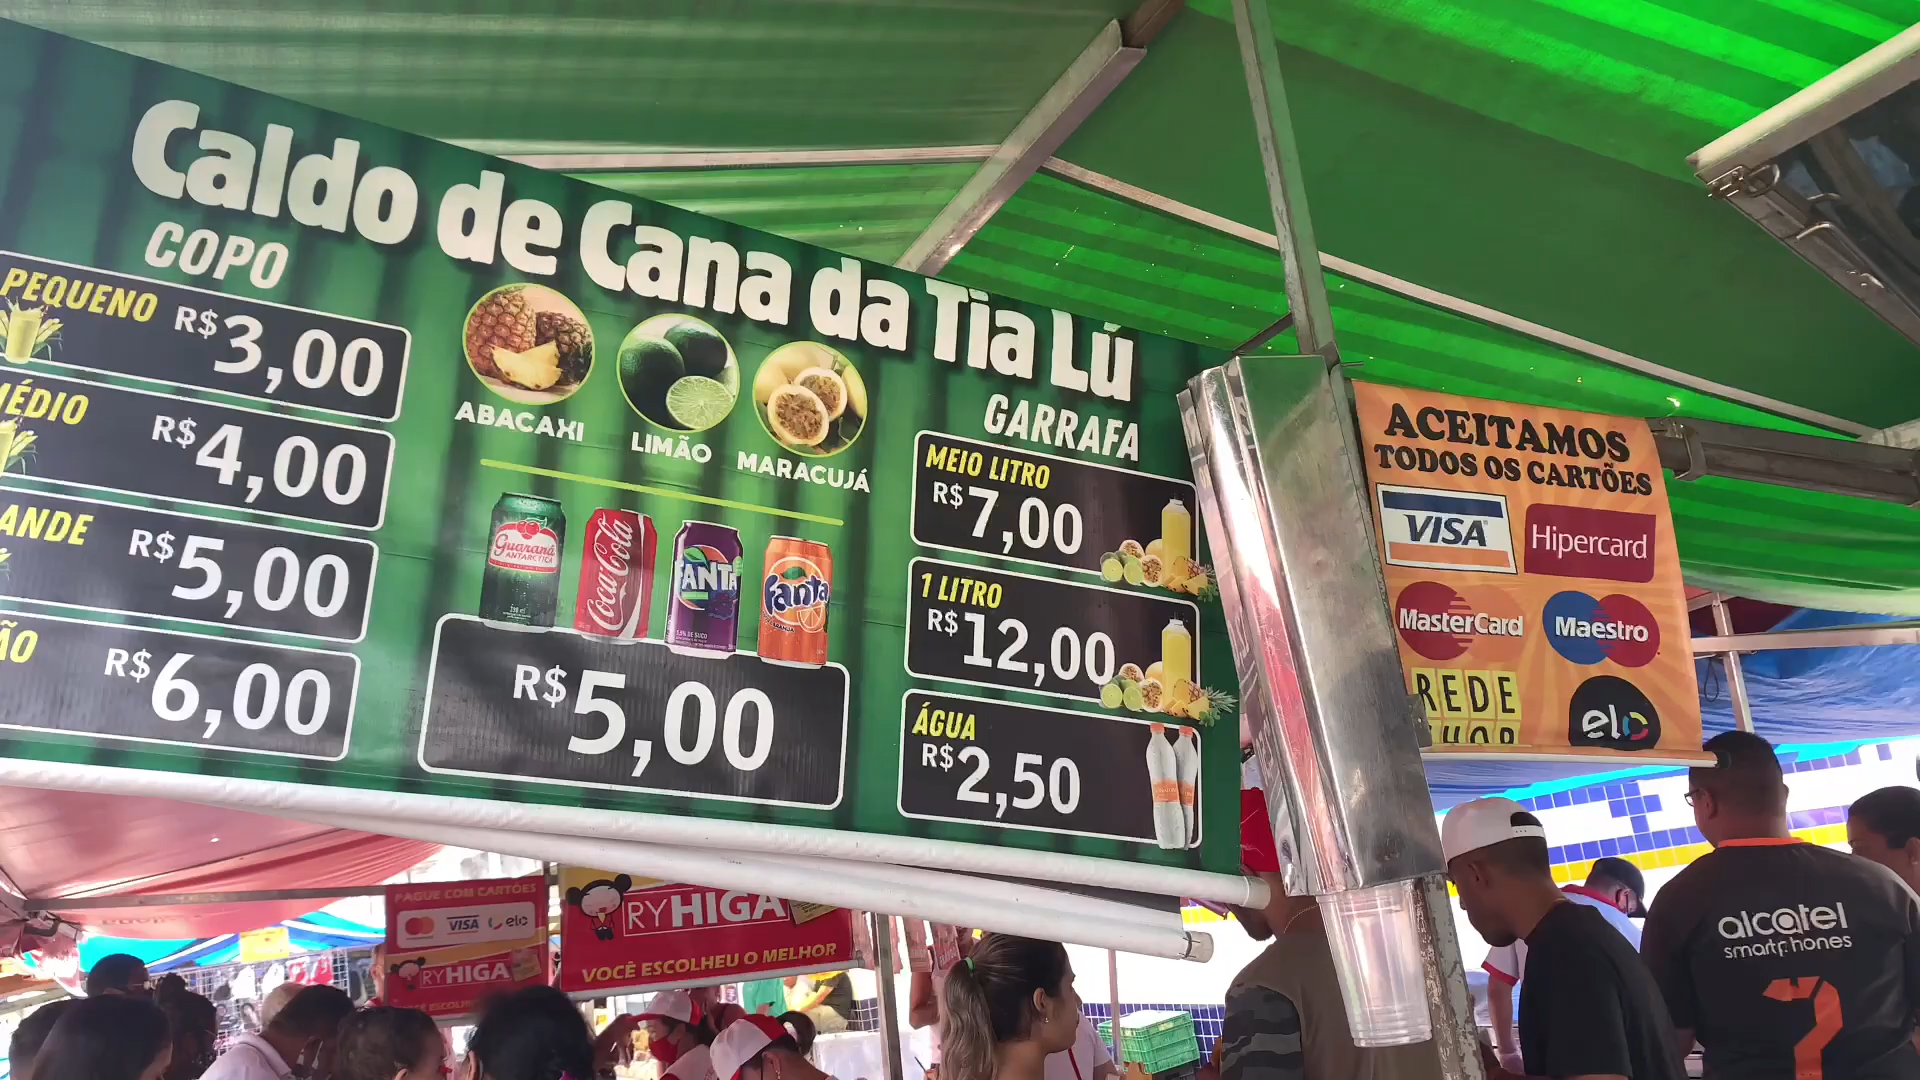 Caldo de Cana da Tia Lú
COPO
PEQUENO R$3,00
R$4,00
R$5,00
R$6,00
ABACAXI
LIMÃO
MARACUJÁ
Guaraná
ANTARCTICA
Coca-Cola
FANTA
Fanta
R$5,00
GARRAFA
MEIO LITRO
R$7,00
1 LITRO
R$12,00
ÁGUA
R$2,50
ACEITAMOS
TODOS OS CARTÕES
VISA
Hipercard
MasterCard
Maestro
REDE
elo
PAGUE COM CARTÕES
VISA elo
RYHIGA
RYHIGA
VOCÊ ESCOLHEU O MELHOR
alcatel
smartphones
7